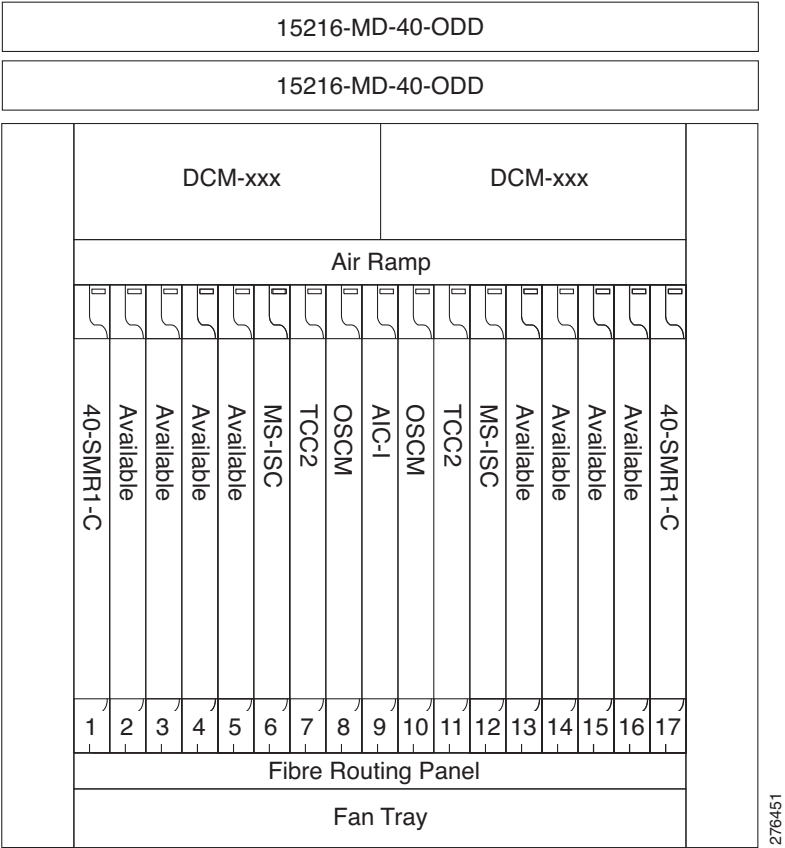 15216-MD-40-ODD
15216-MD-40-ODD
DCM-xxx
DCM-xxx
Air Ramp
40-SMR1-C
Available
Available
Available
Available
MS-ISC
TCC2
OSCM
AIC-I
OSCM
TCC2
MS-ISC
Available
Available
Available
Available
40-SMR1-C
1 2 3 4 5 6 7 8 9 10 11 12 13 14 15 16 17
Fibre Routing Panel
Fan Tray
276451